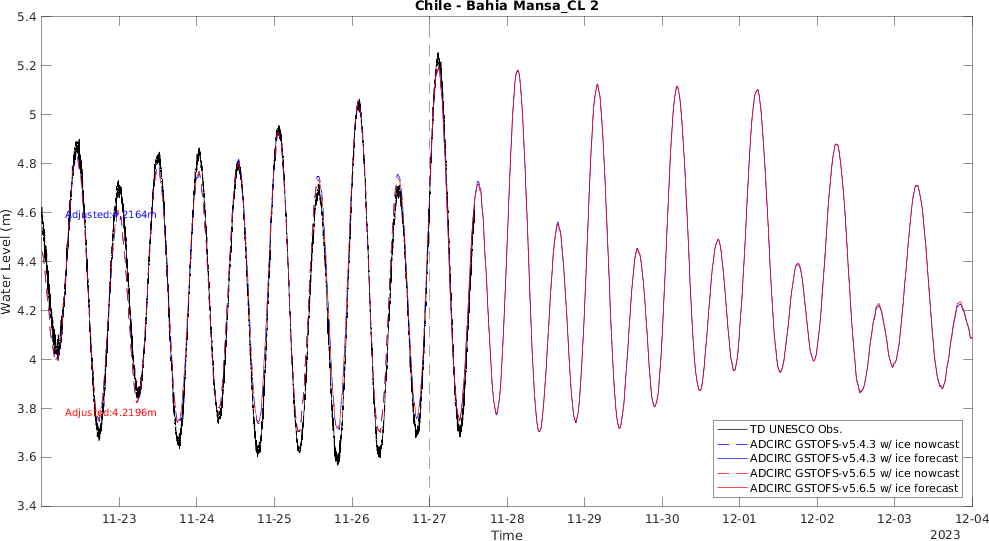 Chile - Bahia Mansa_CL 2
5.4
5.2
5
4.8
4.6
4.4
4.2
4
3.8
3.6
3.4
Water Level (m)
Adjusted:4.2164m
Adjusted:4.2196m
TD UNESCO Obs.
ADCIRC GSTOFS-v5.4.3 w/ ice nowcast
ADCIRC GSTOFS-v5.4.3 w/ ice forecast
ADCIRC GSTOFS-v5.6.5 w/ ice nowcast
ADCIRC GSTOFS-v5.6.5 w/ ice forecast
11-23 11-24 11-25 11-26 11-27 11-28 11-29 11-30 12-01 12-02 12-03 12-04
Time
2023